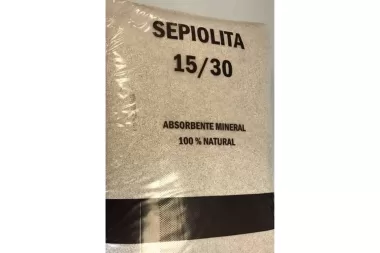 SEPIOLITA
15/30
ABSORBENTE MINERAL
100 % NATURAL